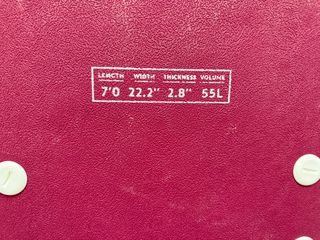 LENGTH WIDTH THICKNESS VOLUME
7'0 22.2" 2.8" 55L